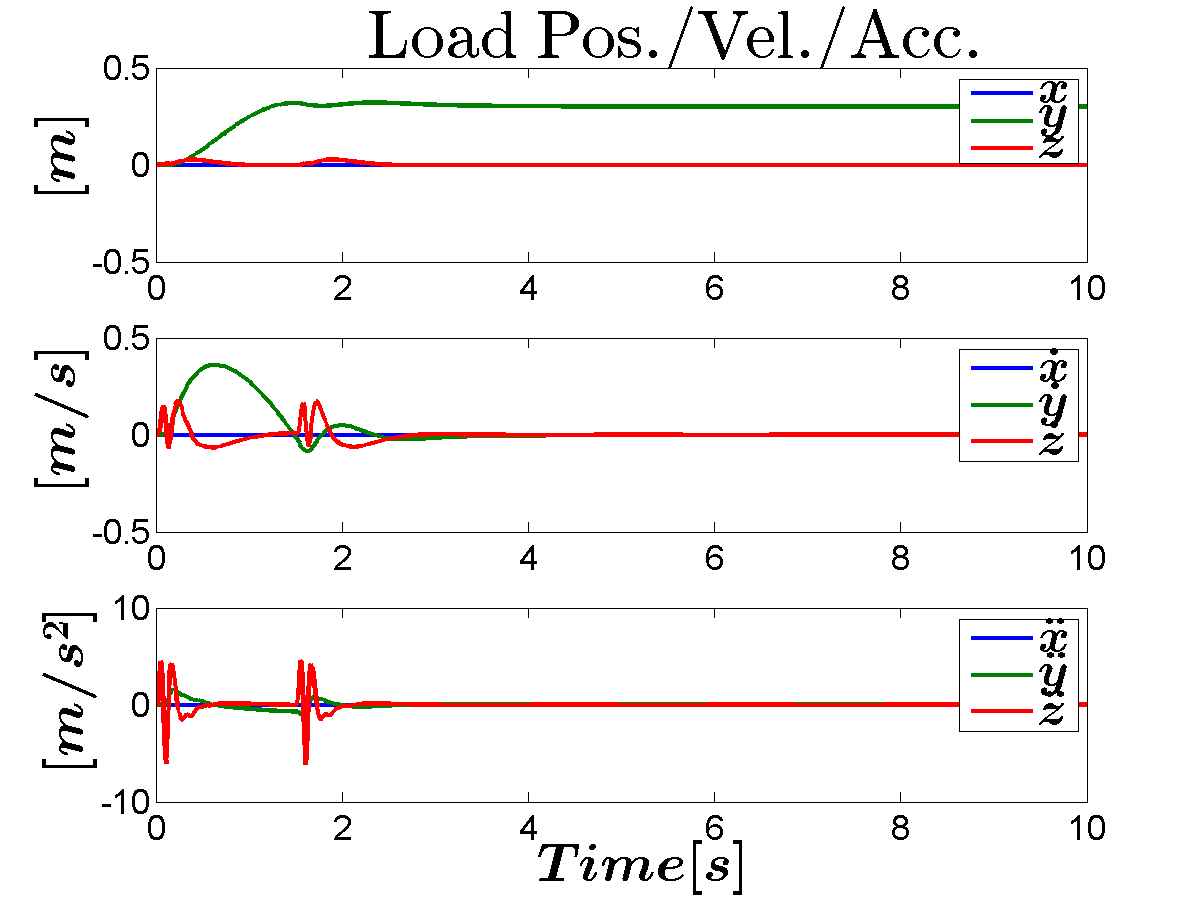 Load Pos./Vel./Acc.
0.5
0
-0.5
[m]
x
y
z
0 2 4 6 8 10
0.5
0
-0.5
[m/s]
ẋ
ẏ
ż
0 2 4 6 8 10
10
0
-10
[m/s²]
ẍ
ÿ
z̈
0 2 4 6 8 10
Time[s]